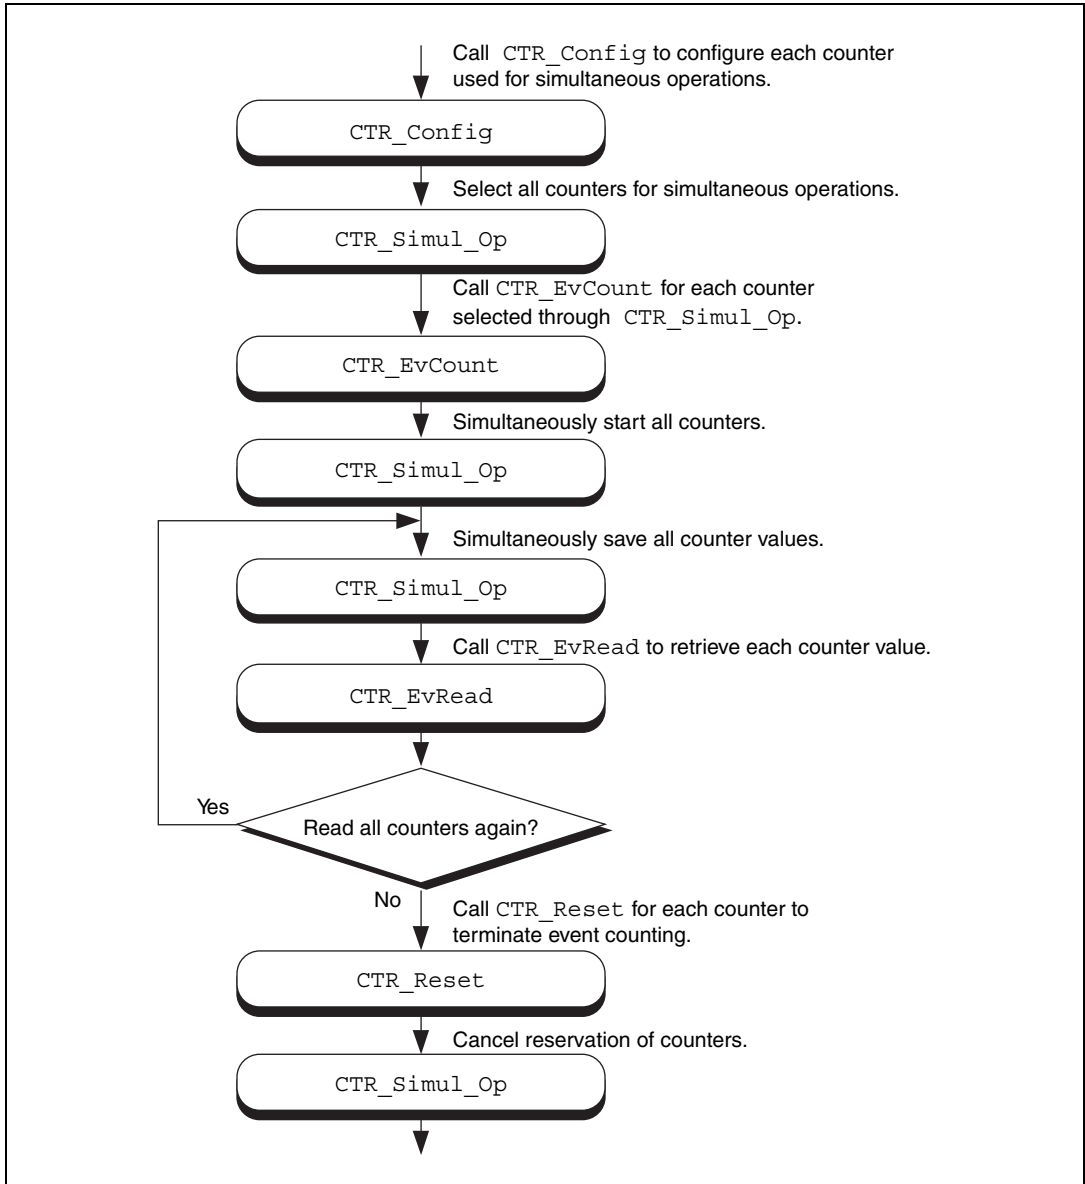 Call CTR_Config to configure each counter
used for simultaneous operations.
CTR_Config
Select all counters for simultaneous operations.
CTR_Simul_Op
Call CTR_EvCount for each counter
selected through CTR_Simul_Op.
CTR_EvCount
Simultaneously start all counters.
CTR_Simul_Op
Simultaneously save all counter values.
CTR_Simul_Op
Call CTR_EvRead to retrieve each counter value.
CTR_EvRead
Yes
Read all counters again?
No
Call CTR_Reset for each counter to
terminate event counting.
CTR_Reset
Cancel reservation of counters.
CTR_Simul_Op